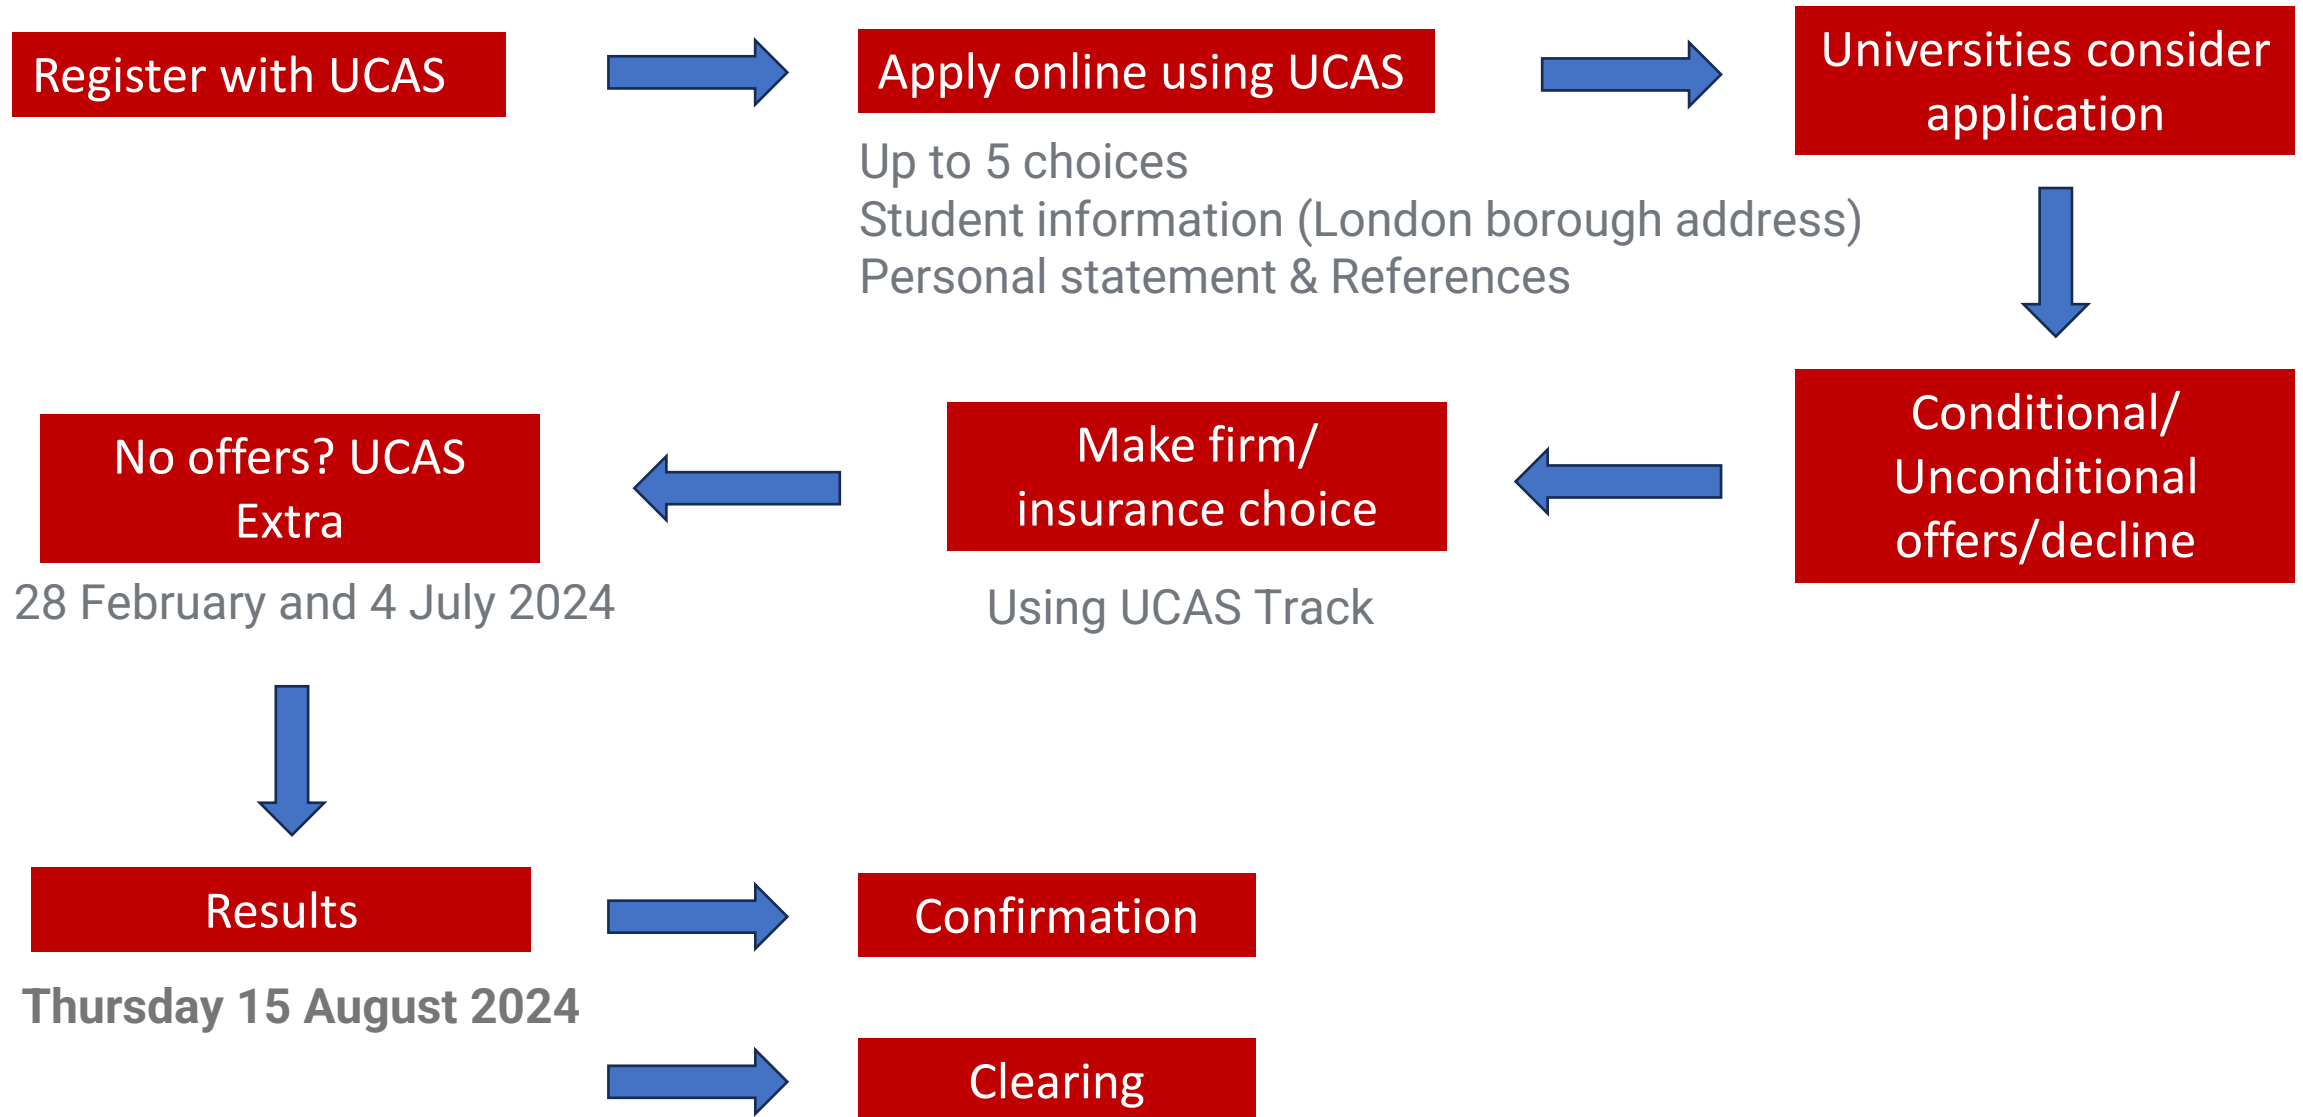 Register with UCAS
Apply online using UCAS
Universities consider
application
Up to 5 choices
Student information (London borough address)
Personal statement & References
Conditional/
Unconditional
offers/decline
Make firm/
insurance choice
Using UCAS Track
No offers? UCAS
Extra
28 February and 4 July 2024
Results
Thursday 15 August 2024
Confirmation
Clearing